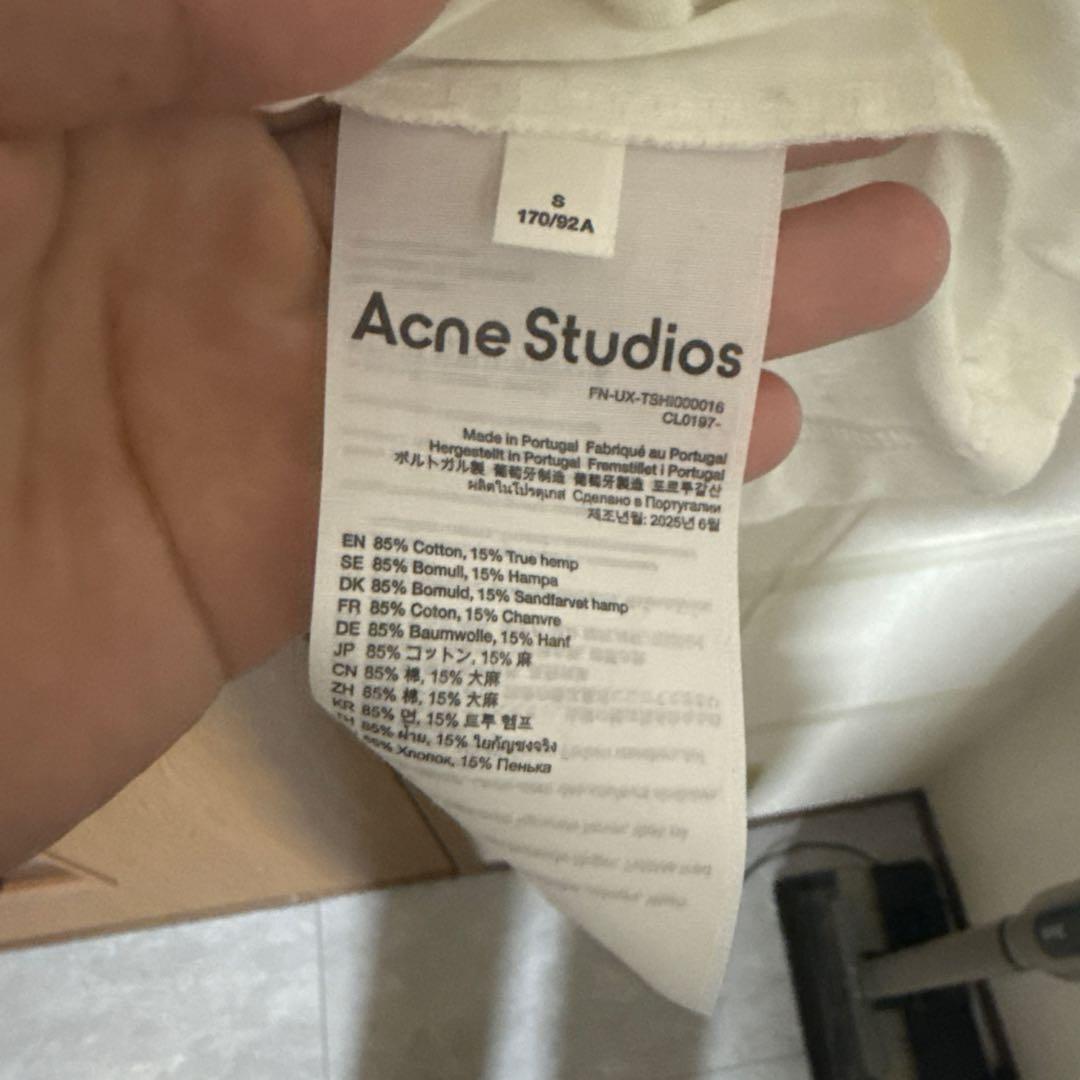 S
170/92A
Acne Studios
FN-UX-TSHI000016
CL0197-
Made in Portugal Fabriqué au Portugal
Hergestellt in Portugal Fremstillet i Portugal
ポルトガル製 葡萄牙制造 葡萄牙製造 포르투갈산
ผลิตในโปรตุเกส Сделано в Португалии
제조년월: 2025년 6월
EN 85% Cotton, 15% True hemp
SE 85% Bomull, 15% Hampa
DK 85% Bomuld, 15% Sandfarvet hamp
FR 85% Coton, 15% Chanvre
DE 85% Baumwolle, 15% Hanf
JP 85% コットン, 15% 麻
CN 85% 棉, 15% 大麻
ZH 85% 棉, 15% 大麻
KR 85% 면, 15% 트루 헴프
TH 85% ฝ้าย, 15% ใยกัญชงจริง
85% Хлопок, 15% Пенька